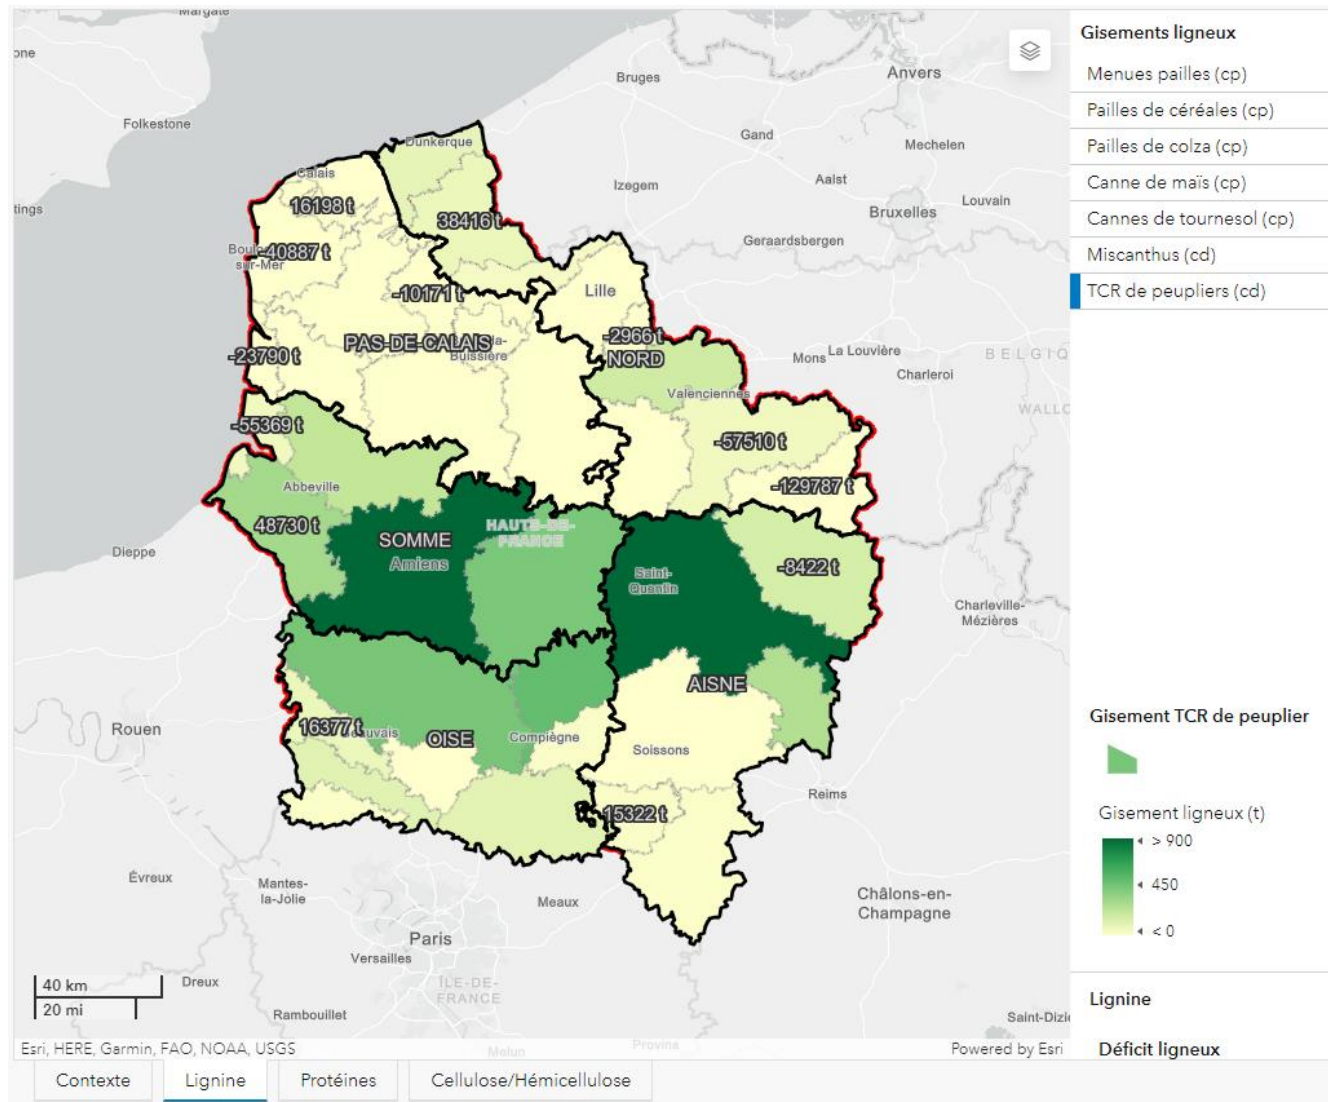 Margate
one
Folkestone
tings
Bruges
Anvers
Gand
Mechelen
Dunkerque
Calais
Izegem
Aalst
Louvain
Bruxelles
Geraardsbergen
16198 t
38416 t
-40887 t
-10171 t
Lille
PAS-DE-CALAIS
-23790 t
-2966 t
NORD
Mons
La Louvière
Charleroi
BELGIQ
WALLO
Valenciennes
-55369 t
-57510 t
-129787 t
Abbeville
48730 t
HAUTE-DE-
FRANCE
SOMME
Amiens
Saint-
Quentin
-8422 t
Dieppe
Charleville-
Mézières
AISNE
Rouen
16377 t
OISE
Compiègne
Soissons
15322 t
Reims
Évreux
Mantes-
la-Jolie
Meaux
Châlons-en-
Champagne
Paris
Versailles
Dreux
ÎLE-DE-
FRANCE
Rambouillet
Saint-Dizi
Melun
Provins
40 km
20 mi
Esri, HERE, Garmin, FAO, NOAA, USGS
Powered by Esri
Gisements ligneux
Menues pailles (cp)
Pailles de céréales (cp)
Pailles de colza (cp)
Canne de maïs (cp)
Cannes de tournesol (cp)
Miscanthus (cd)
TCR de peupliers (cd)
Gisement TCR de peuplier
Gisement ligneux (t)
> 900
450
< 0
Lignine
Déficit ligneux
Contexte
Lignine
Protéines
Cellulose/Hémicellulose